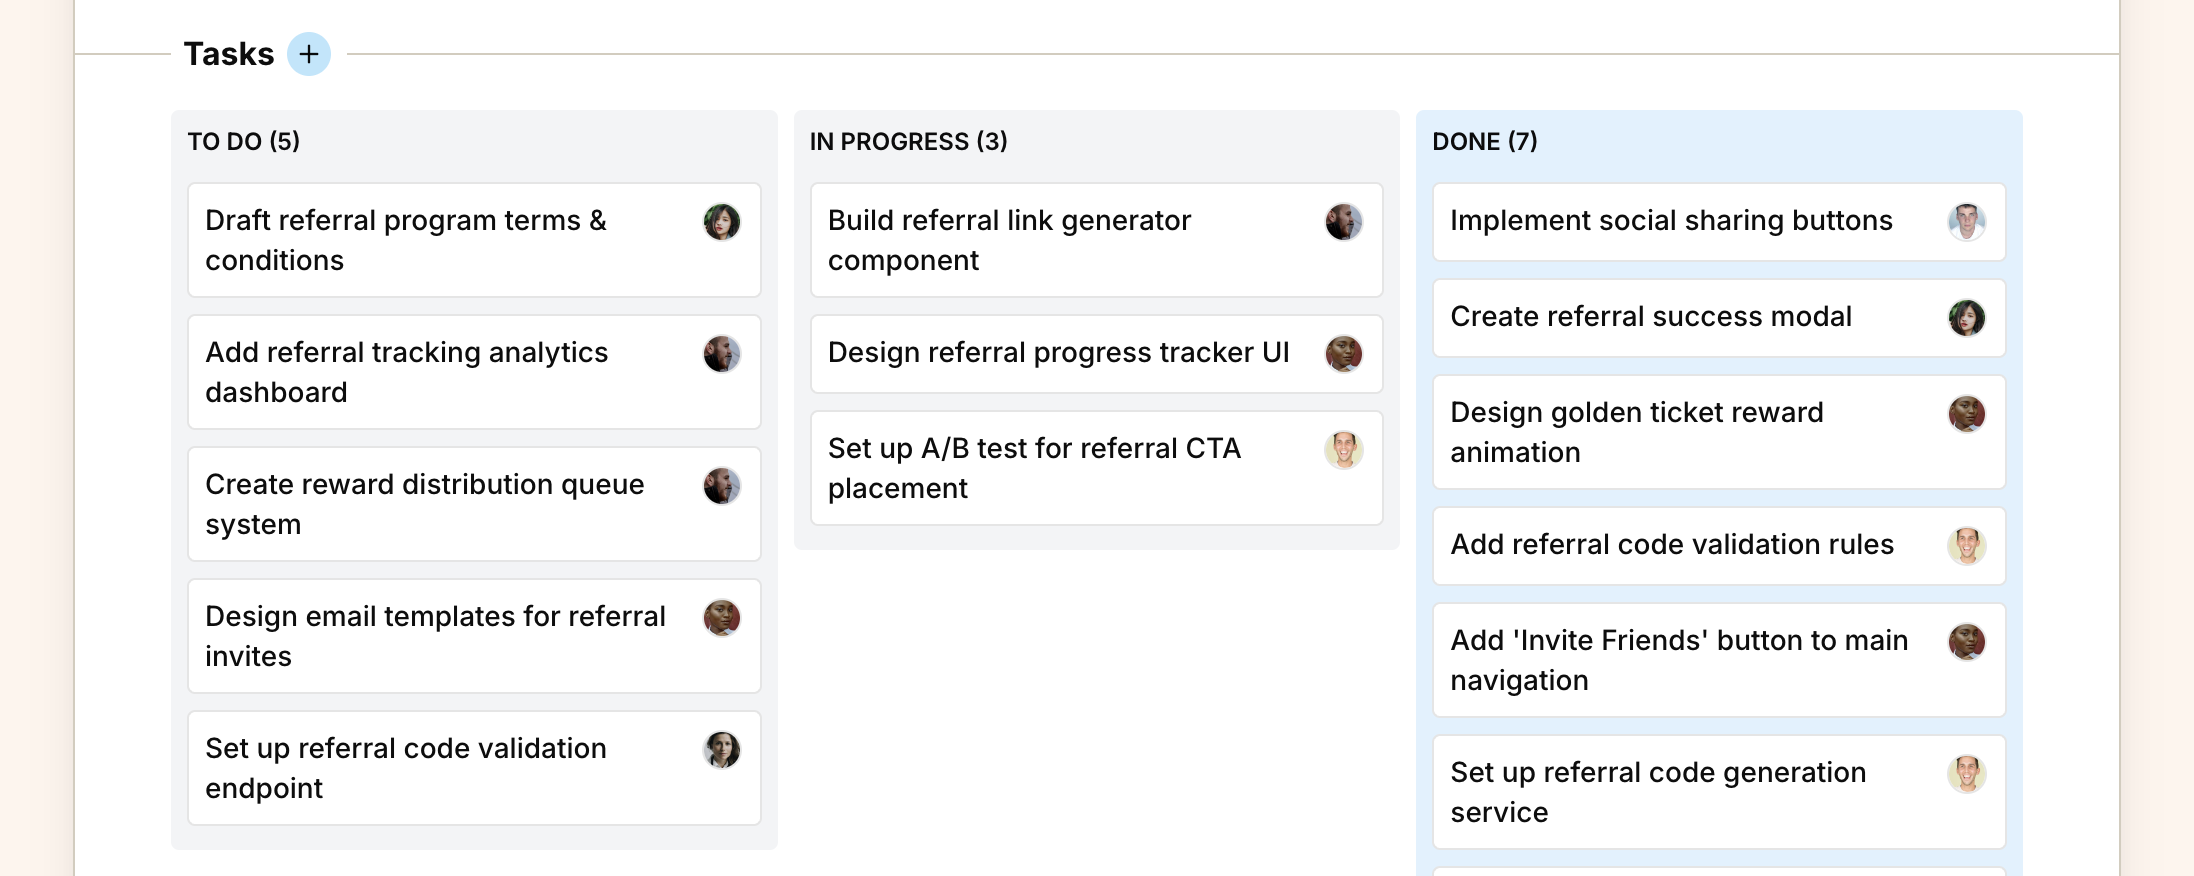 Tasks +
TO DO (5)
Draft referral program terms &
conditions
Add referral tracking analytics
dashboard
Create reward distribution queue
system
Design email templates for referral
invites
Set up referral code validation
endpoint
IN PROGRESS (3)
Build referral link generator
component
Design referral progress tracker UI
Set up A/B test for referral CTA
placement
DONE (7)
Implement social sharing buttons
Create referral success modal
Design golden ticket reward
animation
Add referral code validation rules
Add 'Invite Friends' button to main
navigation
Set up referral code generation
service